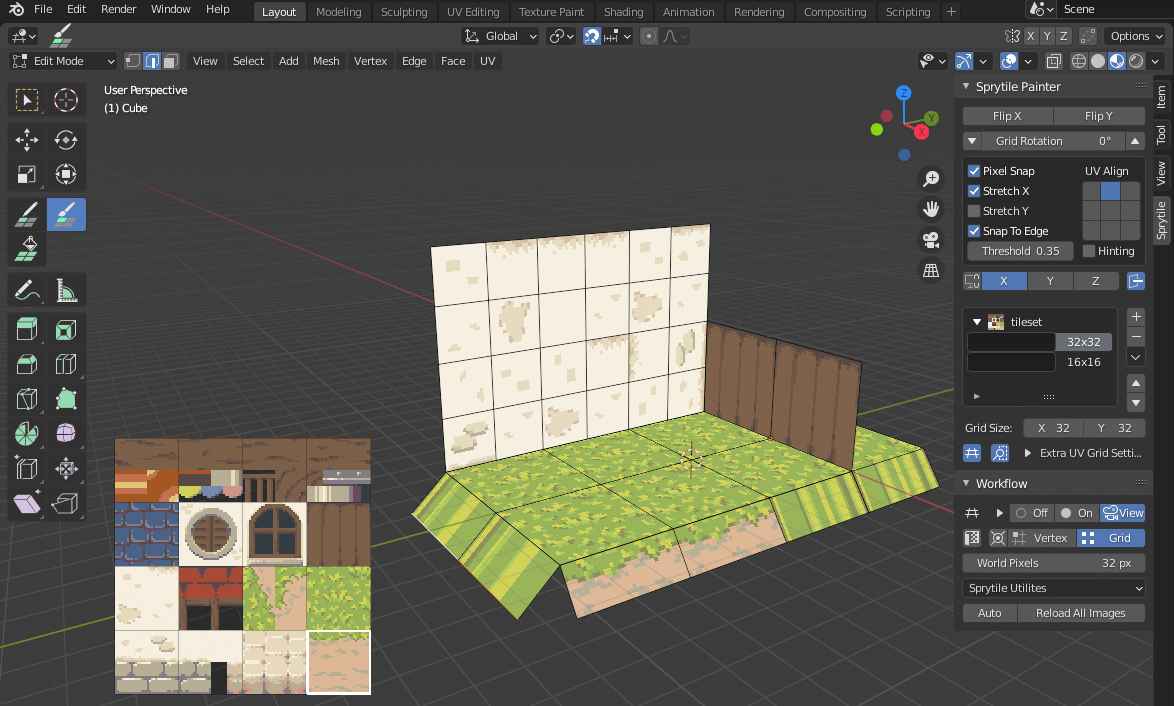 File Edit Render Window Help Layout Modeling Sculpting UV Editing Texture Paint Shading Animation Rendering Compositing Scripting + Scene
Global X Y Z Options
Edit Mode View Select Add Mesh Vertex Edge Face UV
User Perspective
(1) Cube
Z
Y
X
Item
Tool
View
Sprytile
Sprytile Painter
Flip X Flip Y
Grid Rotation 0°
Pixel Snap UV Align
Stretch X
Stretch Y
Snap To Edge
Threshold 0.35 Hinting
X Y Z
tileset
32x32
16x16
Grid Size: X 32 Y 32
Extra UV Grid Setti...
Workflow
Off On View
Vertex Grid
World Pixels 32 px
Sprytile Utilites
Auto Reload All Images